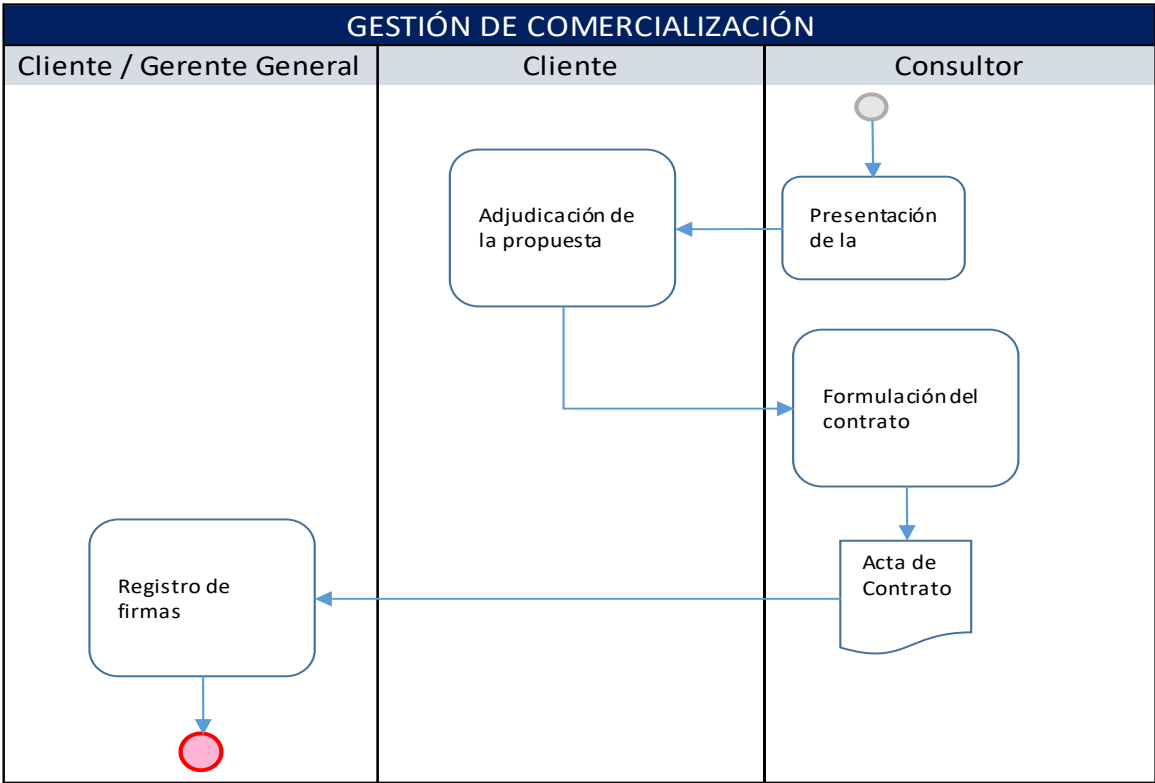 GESTIÓN DE COMERCIALIZACIÓN
Cliente / Gerente General
Cliente
Consultor
Adjudicación de
la propuesta
Presentación
de la
Formulación del
contrato
Acta de
Contrato
Registro de
firmas